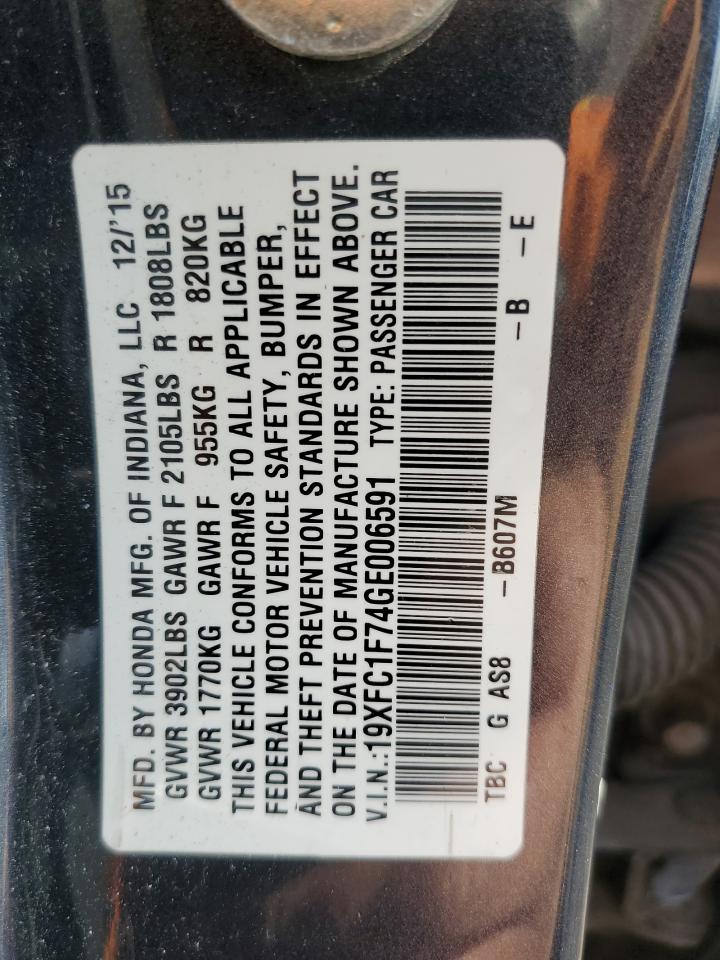 MFD. BY HONDA MFG. OF INDIANA, LLC 12/'15
GVWR 3902LBS GAWR F 2105LBS R 1808LBS
GVWR 1770KG GAWR F 955KG R 820KG
THIS VEHICLE CONFORMS TO ALL APPLICABLE
FEDERAL MOTOR VEHICLE SAFETY, BUMPER,
AND THEFT PREVENTION STANDARDS IN EFFECT
ON THE DATE OF MANUFACTURE SHOWN ABOVE.
V.I.N.:19XFC1F74GE006591 TYPE: PASSENGER CAR
TBC G AS8 -B607M -B -E